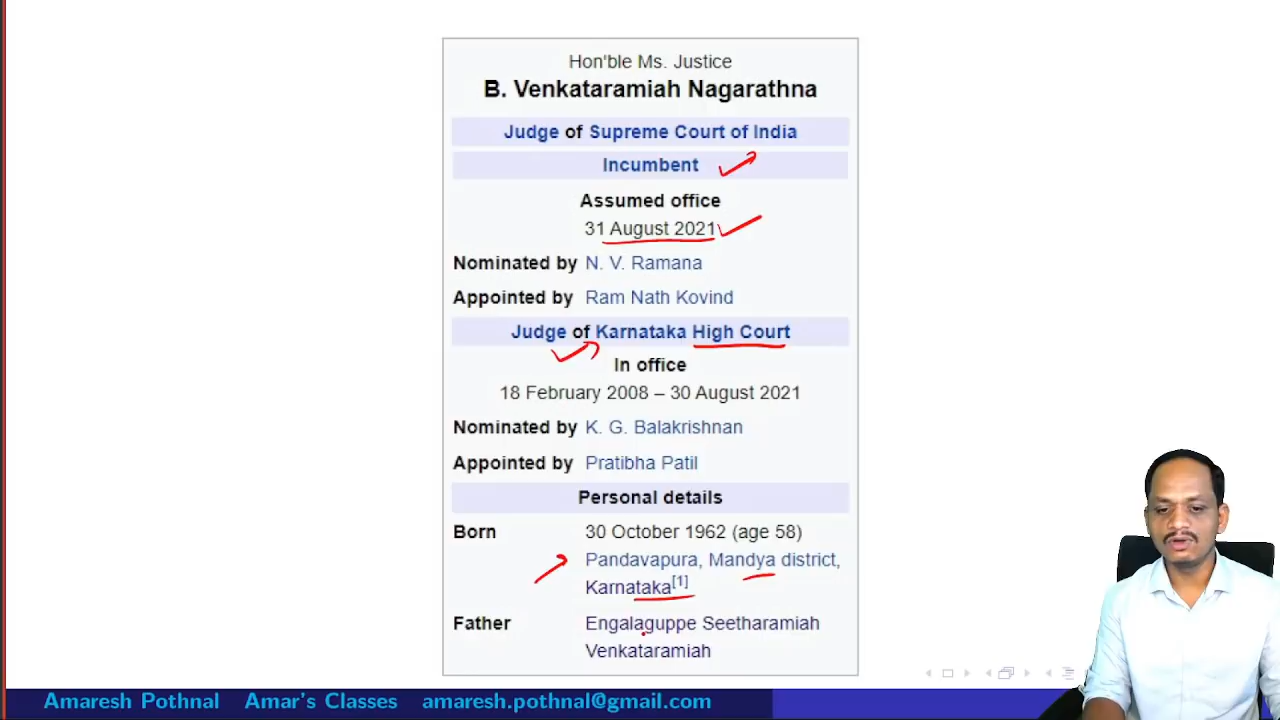 Hon'ble Ms. Justice
B. Venkataramiah Nagarathna
Judge of Supreme Court of India
Incumbent
Assumed office
31 August 2021
Nominated by N. V. Ramana
Appointed by Ram Nath Kovind
Judge of Karnataka High Court
In office
18 February 2008 – 30 August 2021
Nominated by K. G. Balakrishnan
Appointed by Pratibha Patil
Personal details
Born 30 October 1962 (age 58)
Pandavapura, Mandya district,
Karnataka[1]
Father Engalaguppe Seetharamiah
Venkataramiah
Amaresh Pothnal Amar's Classes amaresh.pothnal@gmail.com